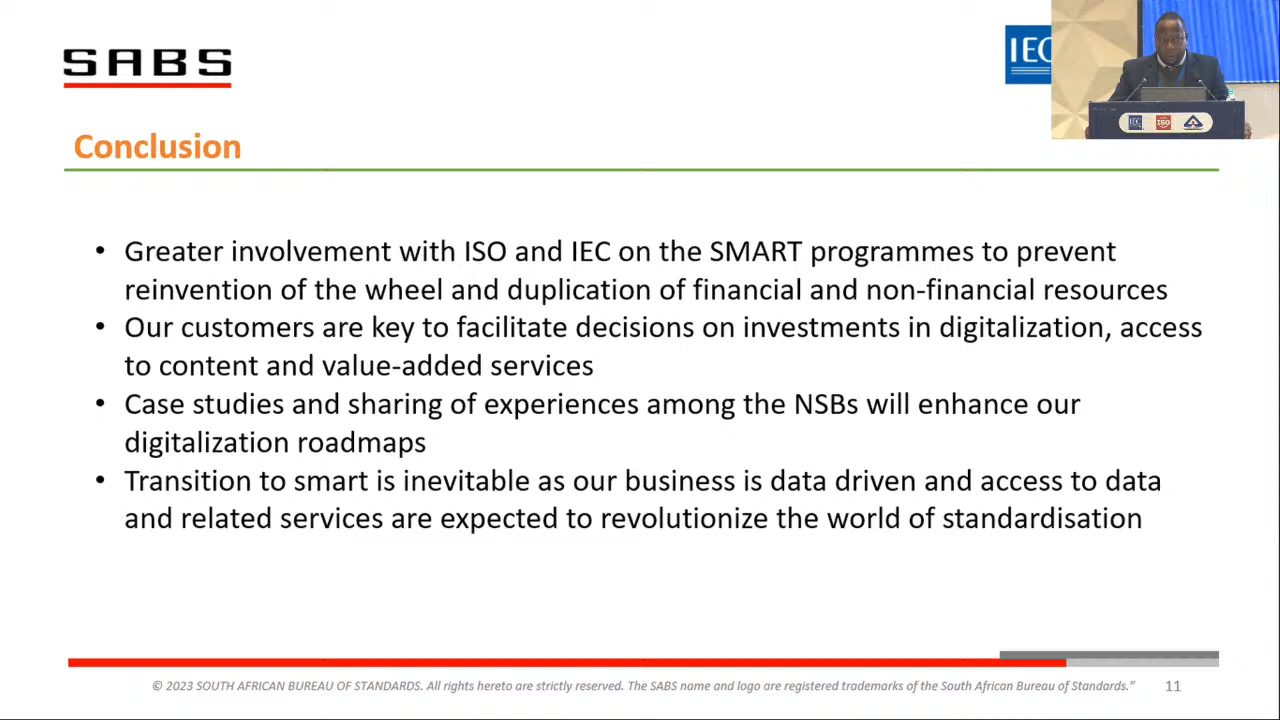 SABS
IEC
IEC
ISO
Conclusion
• Greater involvement with ISO and IEC on the SMART programmes to prevent
reinvention of the wheel and duplication of financial and non-financial resources
• Our customers are key to facilitate decisions on investments in digitalization, access
to content and value-added services
• Case studies and sharing of experiences among the NSBs will enhance our
digitalization roadmaps
• Transition to smart is inevitable as our business is data driven and access to data
and related services are expected to revolutionize the world of standardisation
© 2023 SOUTH AFRICAN BUREAU OF STANDARDS. All rights hereto are strictly reserved. The SABS name and logo are registered trademarks of the South African Bureau of Standards.” 11